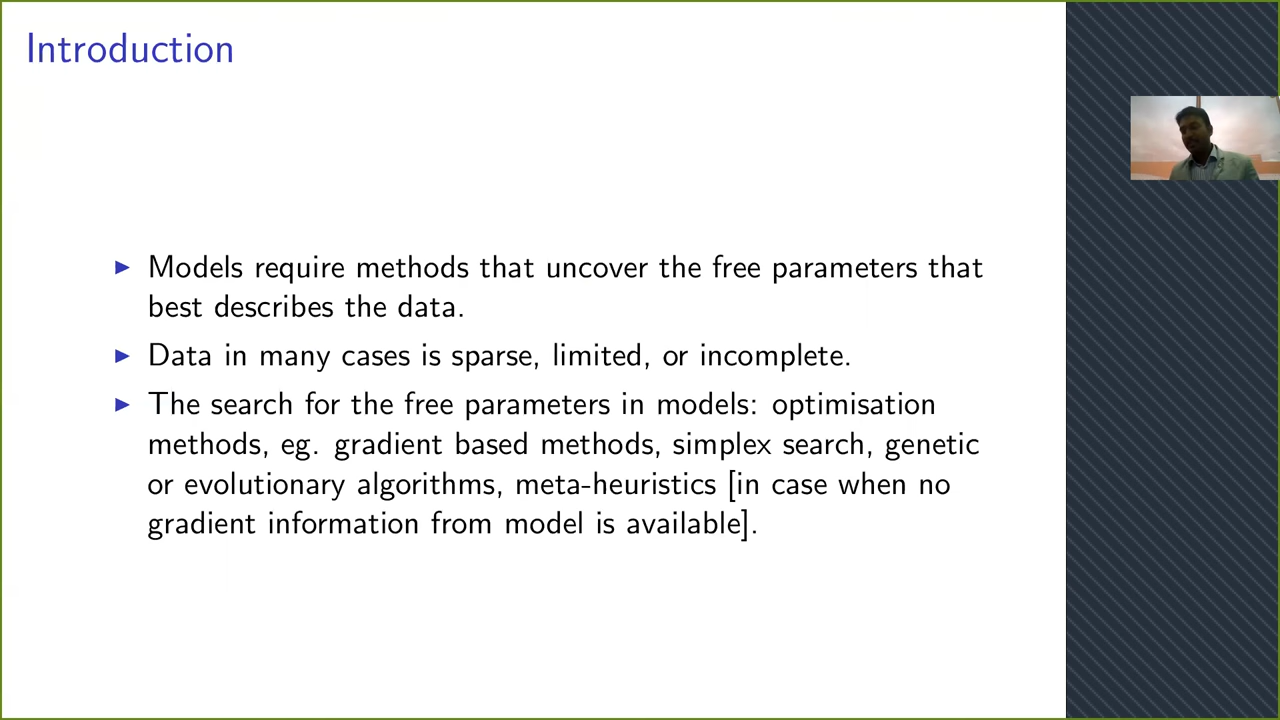 Introduction
▶ Models require methods that uncover the free parameters that
best describes the data.
▶ Data in many cases is sparse, limited, or incomplete.
▶ The search for the free parameters in models: optimisation
methods, eg. gradient based methods, simplex search, genetic
or evolutionary algorithms, meta-heuristics [in case when no
gradient information from model is available].